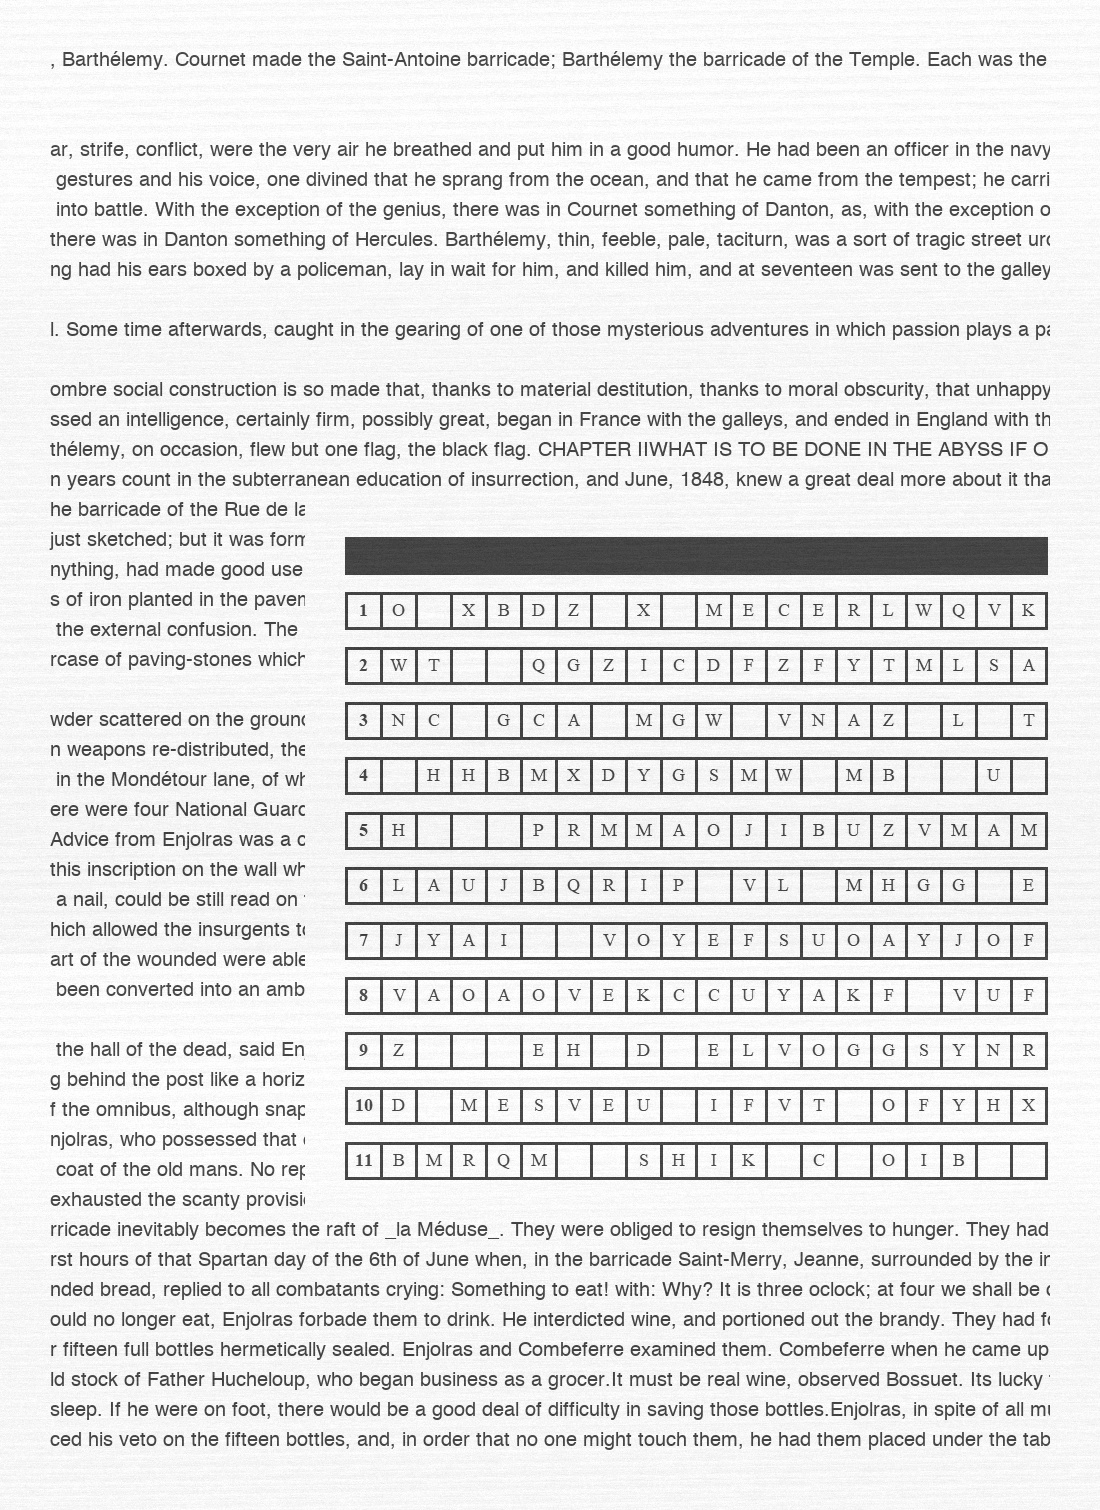 , Barthélemy. Cournet made the Saint-Antoine barricade; Barthélemy the barricade of the Temple. Each was the
ar, strife, conflict, were the very air he breathed and put him in a good humor. He had been an officer in the navy
gestures and his voice, one divined that he sprang from the ocean, and that he came from the tempest; he carri
into battle. With the exception of the genius, there was in Cournet something of Danton, as, with the exception o
there was in Danton something of Hercules. Barthélemy, thin, feeble, pale, taciturn, was a sort of tragic street urc
ng had his ears boxed by a policeman, lay in wait for him, and killed him, and at seventeen was sent to the galley
l. Some time afterwards, caught in the gearing of one of those mysterious adventures in which passion plays a pa
ombre social construction is so made that, thanks to material destitution, thanks to moral obscurity, that unhappy
ssed an intelligence, certainly firm, possibly great, began in France with the galleys, and ended in England with th
thélemy, on occasion, flew but one flag, the black flag. CHAPTER IIWHAT IS TO BE DONE IN THE ABYSS IF O
n years count in the subterranean education of insurrection, and June, 1848, knew a great deal more about it tha
he barricade of the Rue de la
just sketched; but it was form
nything, had made good use
s of iron planted in the paven
the external confusion. The
rcase of paving-stones which
wder scattered on the ground
n weapons re-distributed, the
in the Mondétour lane, of wh
ere were four National Guard
Advice from Enjolras was a c
this inscription on the wall wh
a nail, could be still read on
hich allowed the insurgents to
art of the wounded were able
been converted into an amb
the hall of the dead, said En
g behind the post like a horiz
f the omnibus, although snap
njolras, who possessed that
coat of the old mans. No rep
exhausted the scanty provisi
1 O X B D Z X M E C E R L W Q V K
2 W T Q G Z I C D F Z F Y T M L S A
3 N C G C A M G W V N A Z L T
4 H H B M X D Y G S M W M B U
5 H P R M M A O J I B U Z V M A M
6 L A U J B Q R I P V L M H G G E
7 J Y A I V O Y E F S U O A Y J O F
8 V A O A O V E K C C U Y A K F V U F
9 Z E H D E L V O G G S Y N R
10 D M E S V E U I F V T O F Y H X
11 B M R Q M S H I K C O I B
rricade inevitably becomes the raft of _la Méduse_. They were obliged to resign themselves to hunger. They had
rst hours of that Spartan day of the 6th of June when, in the barricade Saint-Merry, Jeanne, surrounded by the in
nded bread, replied to all combatants crying: Something to eat! with: Why? It is three oclock; at four we shall be
ould no longer eat, Enjolras forbade them to drink. He interdicted wine, and portioned out the brandy. They had fo
r fifteen full bottles hermetically sealed. Enjolras and Combeferre examined them. Combeferre when he came up
ld stock of Father Hucheloup, who began business as a grocer.It must be real wine, observed Bossuet. Its lucky
sleep. If he were on foot, there would be a good deal of difficulty in saving those bottles.Enjolras, in spite of all mu
ced his veto on the fifteen bottles, and, in order that no one might touch them, he had them placed under the tab